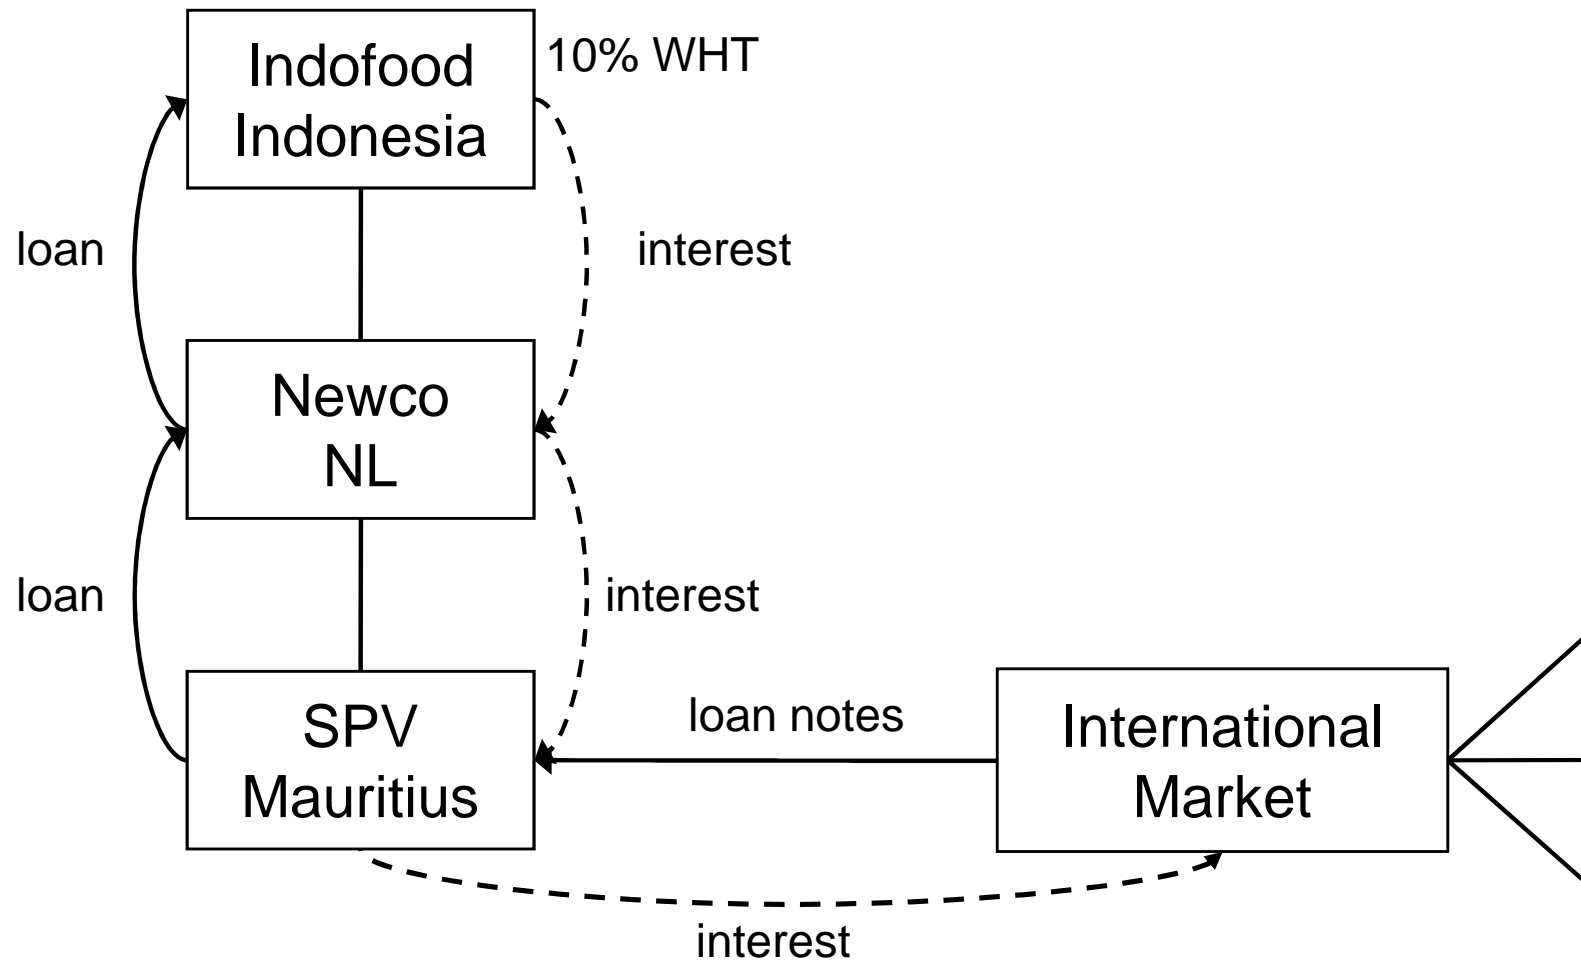 Indofood
Indonesia
10% WHT
loan
interest
Newco
NL
loan
interest
SPV
Mauritius
loan notes
International
Market
interest